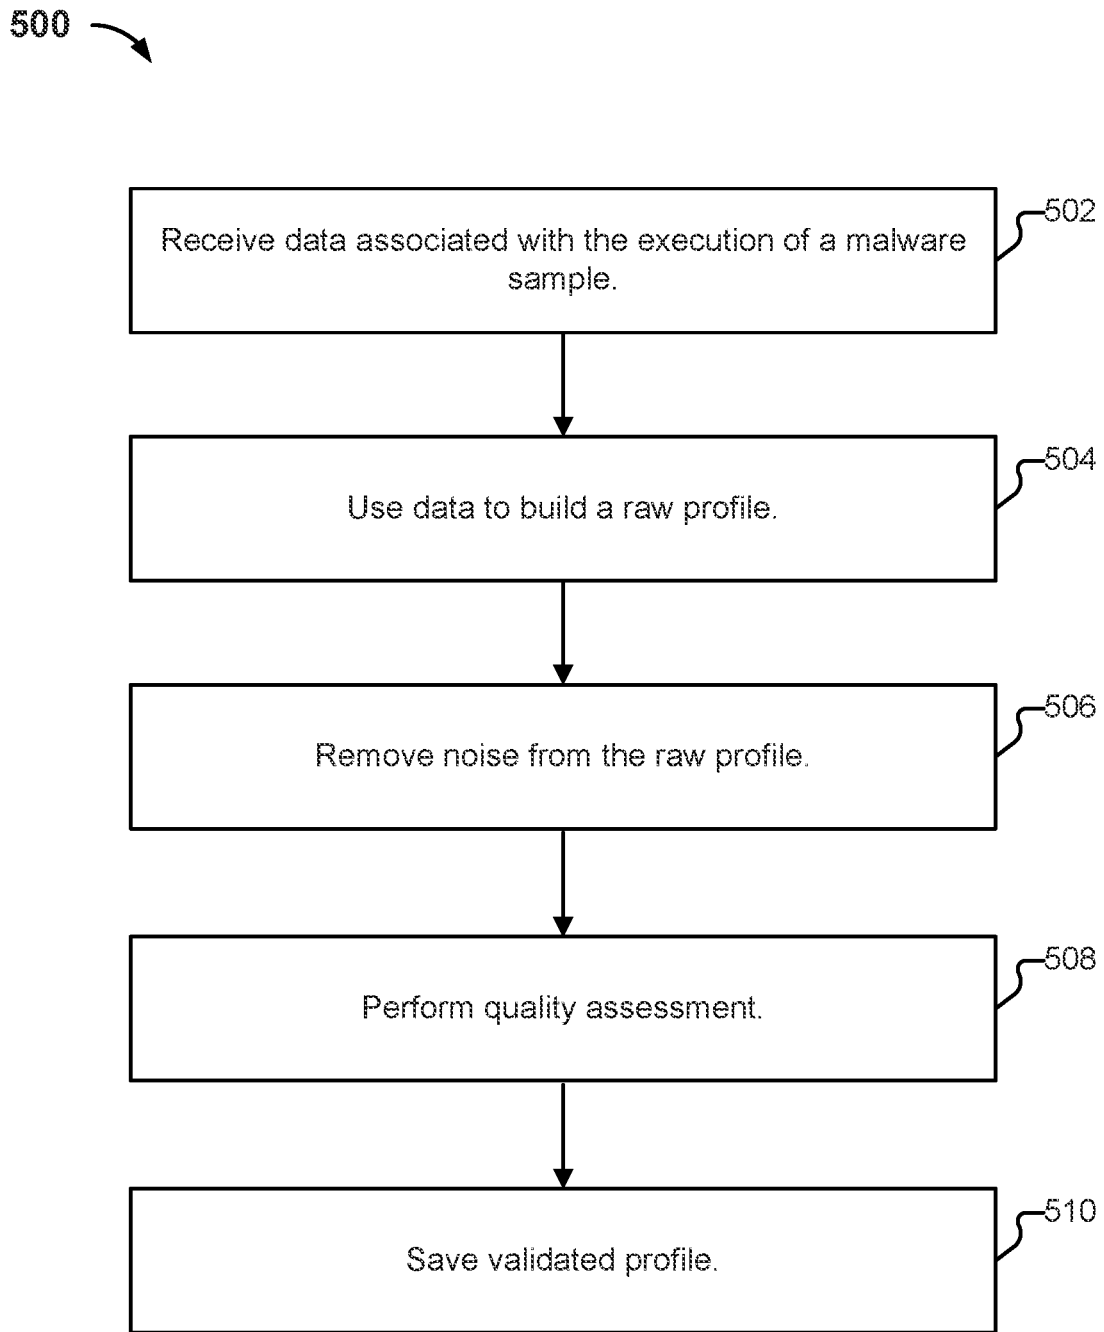 500
Receive data associated with the execution of a malware
sample.
502
Use data to build a raw profile.
504
Remove noise from the raw profile.
506
Perform quality assessment.
508
Save validated profile.
510